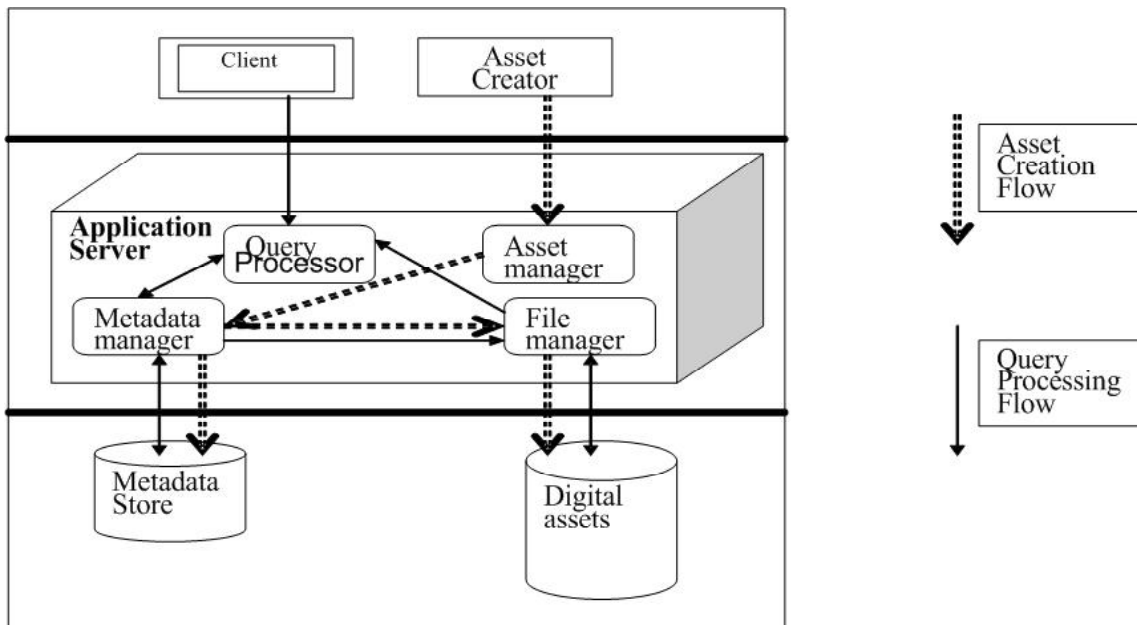 Client
Asset
Creator
Application
Server
Query
Processor
Asset
manager
Metadata
manager
File
manager
Metadata
Store
Digital
assets
Asset
Creation
Flow
Query
Processing
Flow